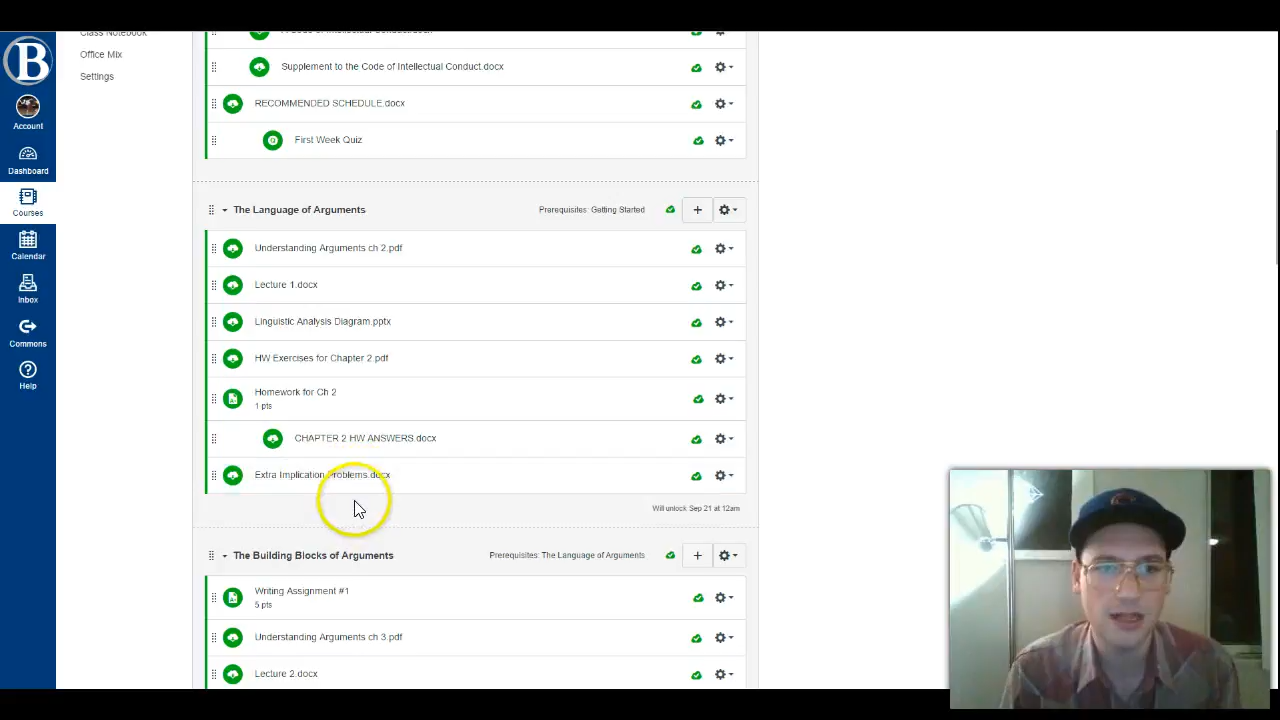 Class Notebook
Office Mix
Settings
B
Account
Dashboard
Courses
Calendar
Inbox
Commons
Help
Supplement to the Code of Intellectual Conduct.docx
RECOMMENDED SCHEDULE.docx
First Week Quiz
The Language of Arguments
Prerequisites: Getting Started
Understanding Arguments ch 2.pdf
Lecture 1.docx
Linguistic Analysis Diagram.pptx
HW Exercises for Chapter 2.pdf
Homework for Ch 2
1 pts
CHAPTER 2 HW ANSWERS.docx
Extra Implication Problems.docx
Will unlock Sep 21 at 12am
The Building Blocks of Arguments
Prerequisites: The Language of Arguments
Writing Assignment #1
5 pts
Understanding Arguments ch 3.pdf
Lecture 2.docx